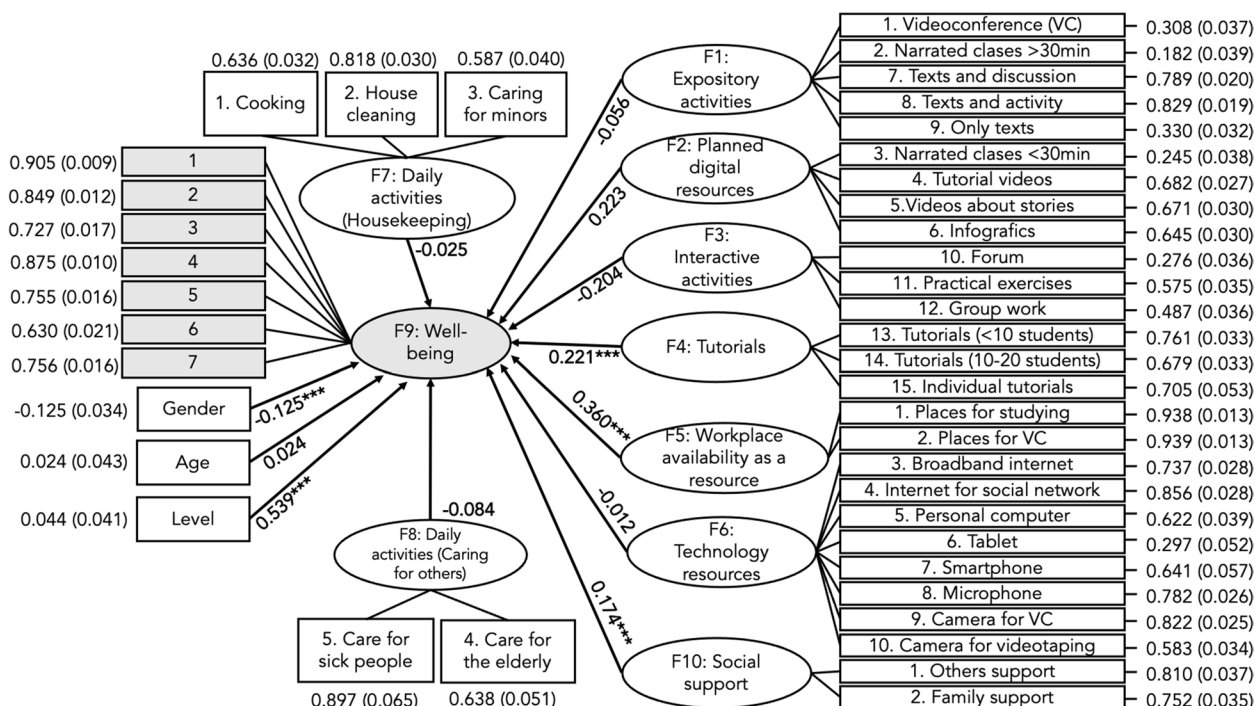 0.636 (0.032) 0.818 (0.030) 0.587 (0.040)
1. Cooking
2. House
cleaning
3. Caring
for minors
F7: Daily
activities
(Housekeeping)
-0.025
0.905 (0.009) 1
0.849 (0.012) 2
0.727 (0.017) 3
0.875 (0.010) 4
0.755 (0.016) 5
0.630 (0.021) 6
0.756 (0.016) 7
F9: Well-
being
-0.125 (0.034) Gender -0.125***
0.024 (0.043) Age 0.024
0.044 (0.041) Level 0.539***
-0.084
F8: Daily
activities (Caring
for others)
5. Care for
sick people
4. Care for
the elderly
0.897 (0.065) 0.638 (0.051)
F1:
Expository
activities
-0.056
F2: Planned
digital
resources
0.223
F3:
Interactive
activities
-0.204
F4: Tutorials
0.221***
F5: Workplace
availability as a
resource
0.360***
F6:
Technology
resources
-0.012
F10: Social
support
0.174***
1. Videoconference (VC) 0.308 (0.037)
2. Narrated clases >30min 0.182 (0.039)
7. Texts and discussion 0.789 (0.020)
8. Texts and activity 0.829 (0.019)
9. Only texts 0.330 (0.032)
3. Narrated clases <30min 0.245 (0.038)
4. Tutorial videos 0.682 (0.027)
5.Videos about stories 0.671 (0.030)
6. Infografics 0.645 (0.030)
10. Forum 0.276 (0.036)
11. Practical exercises 0.575 (0.035)
12. Group work 0.487 (0.036)
13. Tutorials (<10 students) 0.761 (0.033)
14. Tutorials (10-20 students) 0.679 (0.033)
15. Individual tutorials 0.705 (0.053)
1. Places for studying 0.938 (0.013)
2. Places for VC 0.939 (0.013)
3. Broadband internet 0.737 (0.028)
4. Internet for social network 0.856 (0.028)
5. Personal computer 0.622 (0.039)
6. Tablet 0.297 (0.052)
7. Smartphone 0.641 (0.057)
8. Microphone 0.782 (0.026)
9. Camera for VC 0.822 (0.025)
10. Camera for videotaping 0.583 (0.034)
1. Others support 0.810 (0.037)
2. Family support 0.752 (0.035)